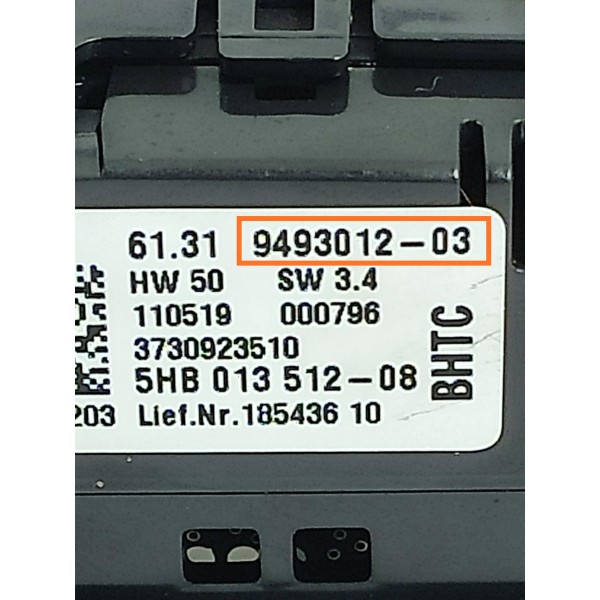 61.31 9493012-03
HW 50 SW 3.4
110519 000796
3730923510
5HB 013 512-08
203 Lief.Nr.185436 10
BHTC